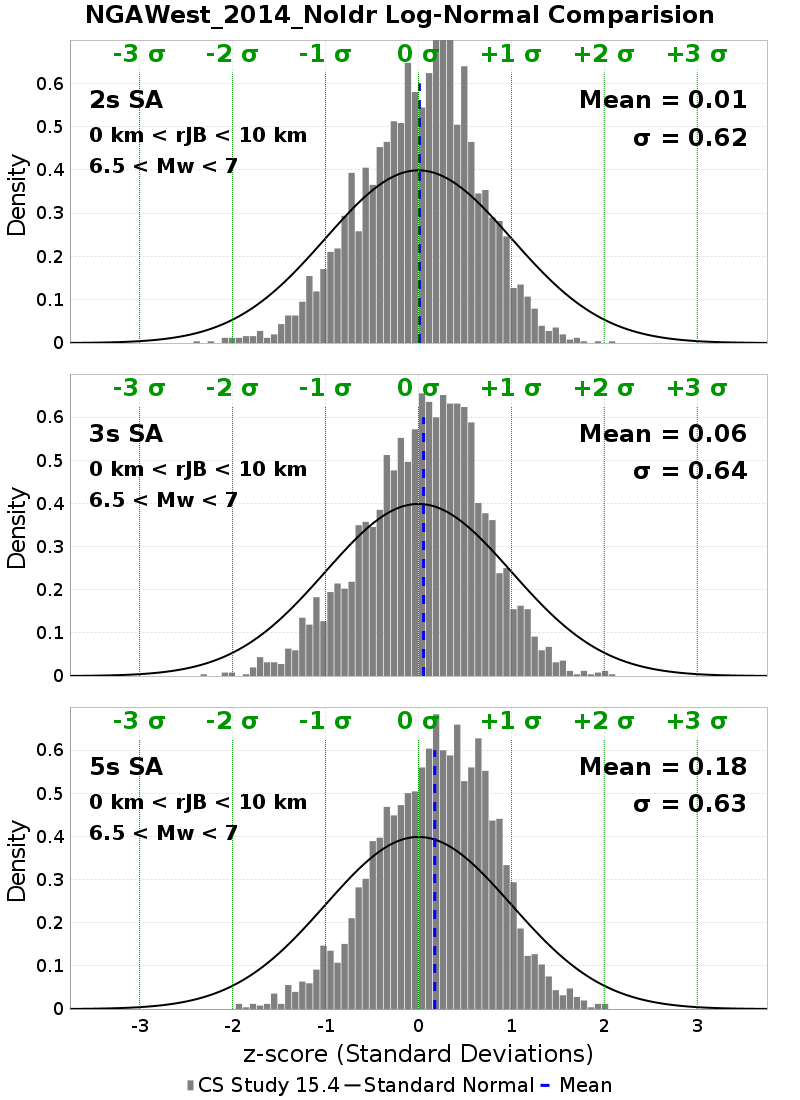 NGAWest_2014_NoIdr Log-Normal Comparision
-3 σ -2 σ -1 σ 0 σ +1 σ +2 σ +3 σ
0.6
2s SA Mean = 0.01
0.5
0 km < rJB < 10 km σ = 0.62
6.5 < Mw < 7
0.4
Density
0.3
0.2
0.1
0
-3 σ -2 σ -1 σ 0 σ +1 σ +2 σ +3 σ
0.6
3s SA Mean = 0.06
0.5
0 km < rJB < 10 km σ = 0.64
6.5 < Mw < 7
0.4
Density
0.3
0.2
0.1
0
-3 σ -2 σ -1 σ 0 σ +1 σ +2 σ +3 σ
0.6
5s SA Mean = 0.18
0.5
0 km < rJB < 10 km σ = 0.63
6.5 < Mw < 7
0.4
Density
0.3
0.2
0.1
0
-3 -2 -1 0 1 2 3
z-score (Standard Deviations)
CS Study 15.4 Standard Normal Mean